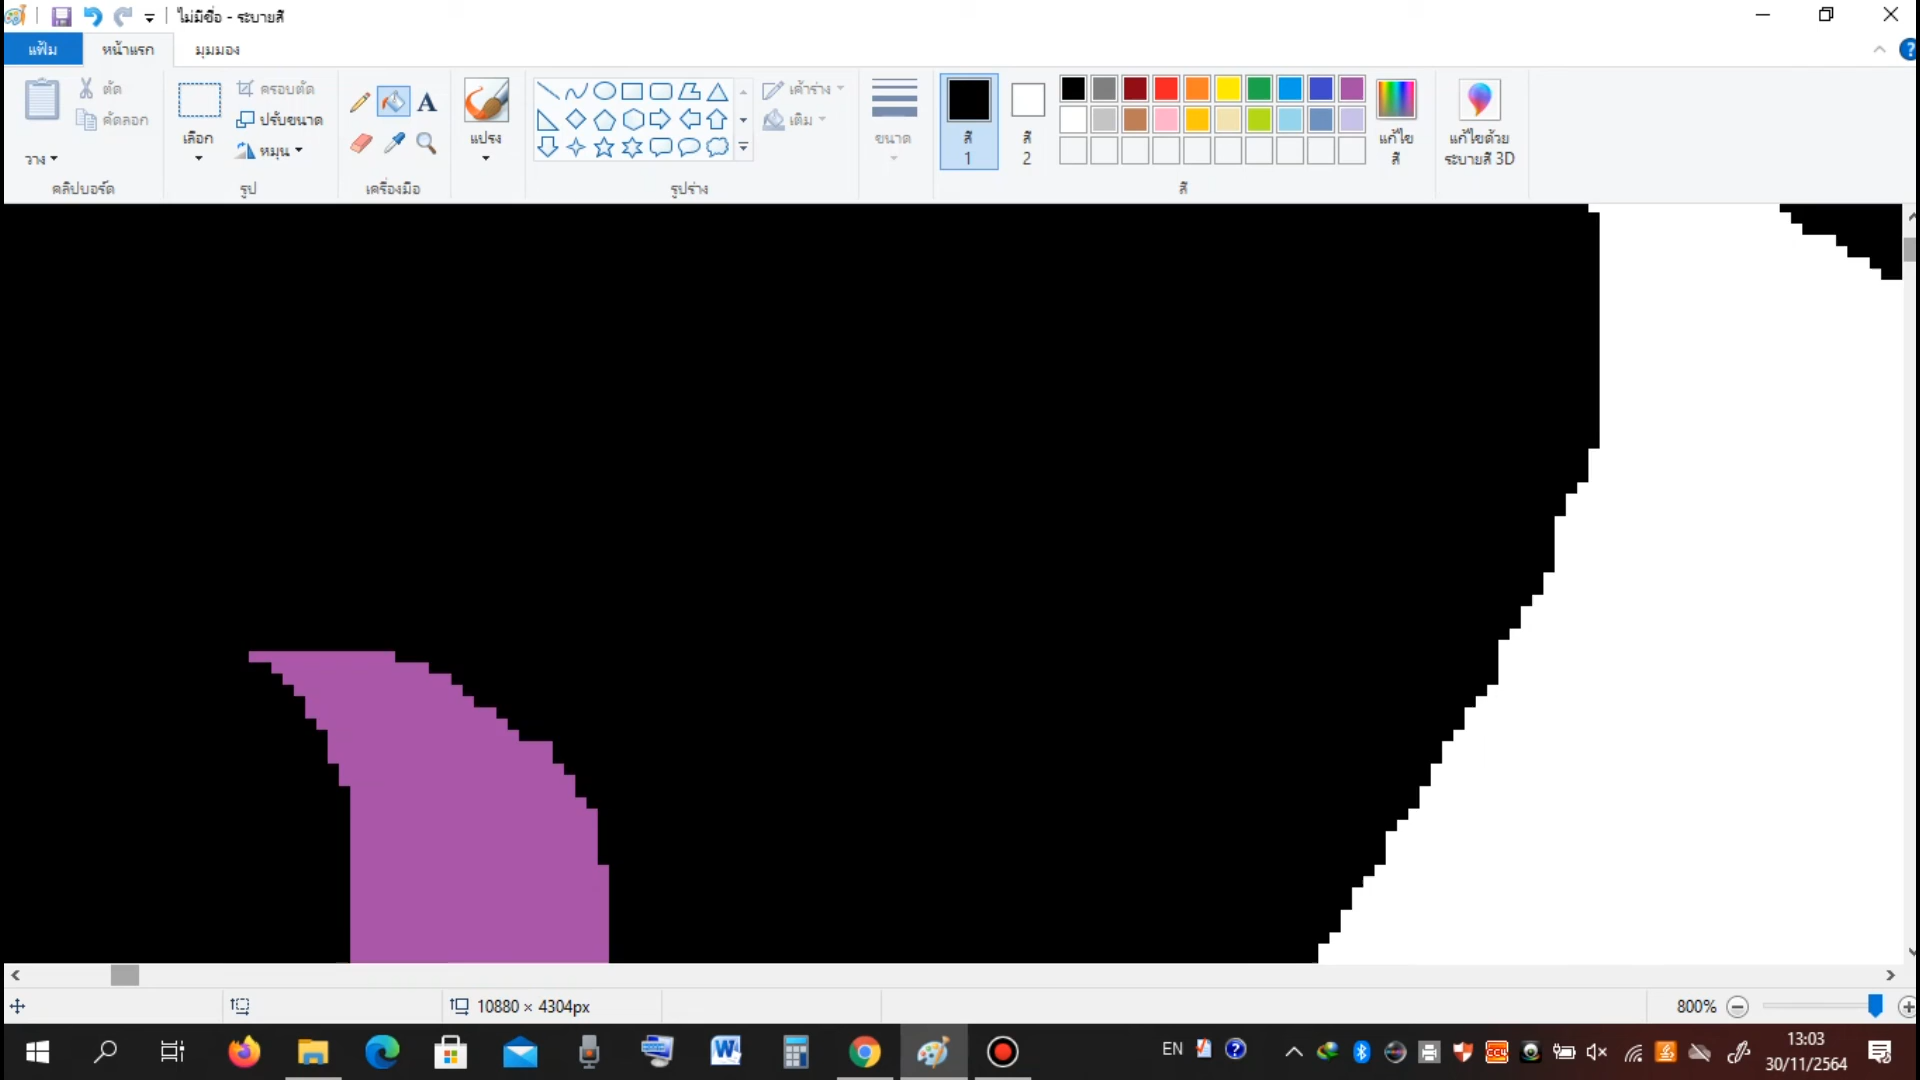 ไม่มีชื่อ - ระบายสี
แฟ้ม หน้าแรก มุมมอง
วาง
ตัด
คัดลอก
คลิปบอร์ด
เลือก
ครอบตัด
ปรับขนาด
หมุน
รูป
A
เครื่องมือ
แปรง
เค้าร่าง
เติม
รูปร่าง
ขนาด
สี
1
สี
2
แก้ไข
สี
สี
แก้ไขด้วย
ระบายสี 3D
10880 × 4304px
800%
EN
CC4
13:03
30/11/2564